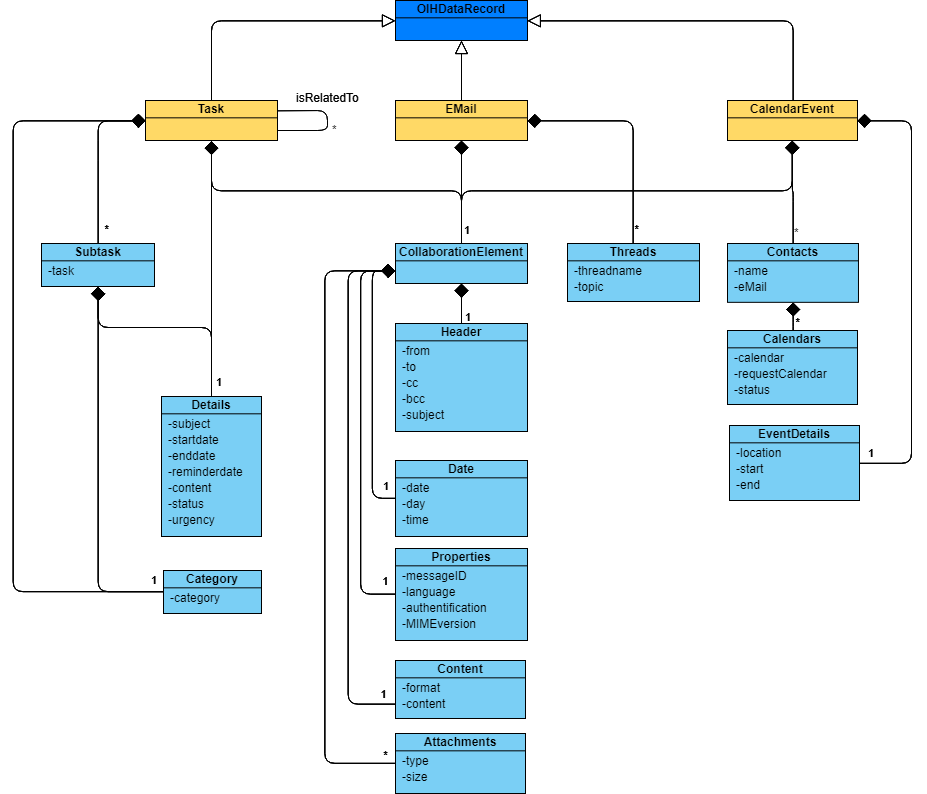 OIHDataRecord
isRelatedTo
*
Task
EMail
CalendarEvent
*
1
*
*
Subtask
-task
CollaborationElement
Threads
-threadname
-topic
Contacts
-name
-eMail
1
*
Header
-from
-to
-cc
-bcc
-subject
Calendars
-calendar
-requestCalendar
-status
1
Details
-subject
-startdate
-enddate
-reminderdate
-content
-status
-urgency
EventDetails
-location
-start
-end
1
Date
-date
-day
-time
1
Properties
-messageID
-language
-authentification
-MIMEversion
1
1
Category
-category
Content
-format
-content
1
Attachments
-type
-size
*